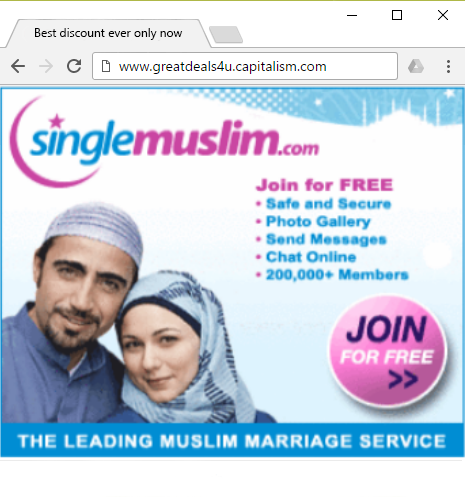 Best discount ever only now
www.greatdeals4u.capitalism.com
singlemuslim.com
Join for FREE
• Safe and Secure
• Photo Gallery
• Send Messages
• Chat Online
• 200,000+ Members
JOIN
FOR FREE
>>
THE LEADING MUSLIM MARRIAGE SERVICE